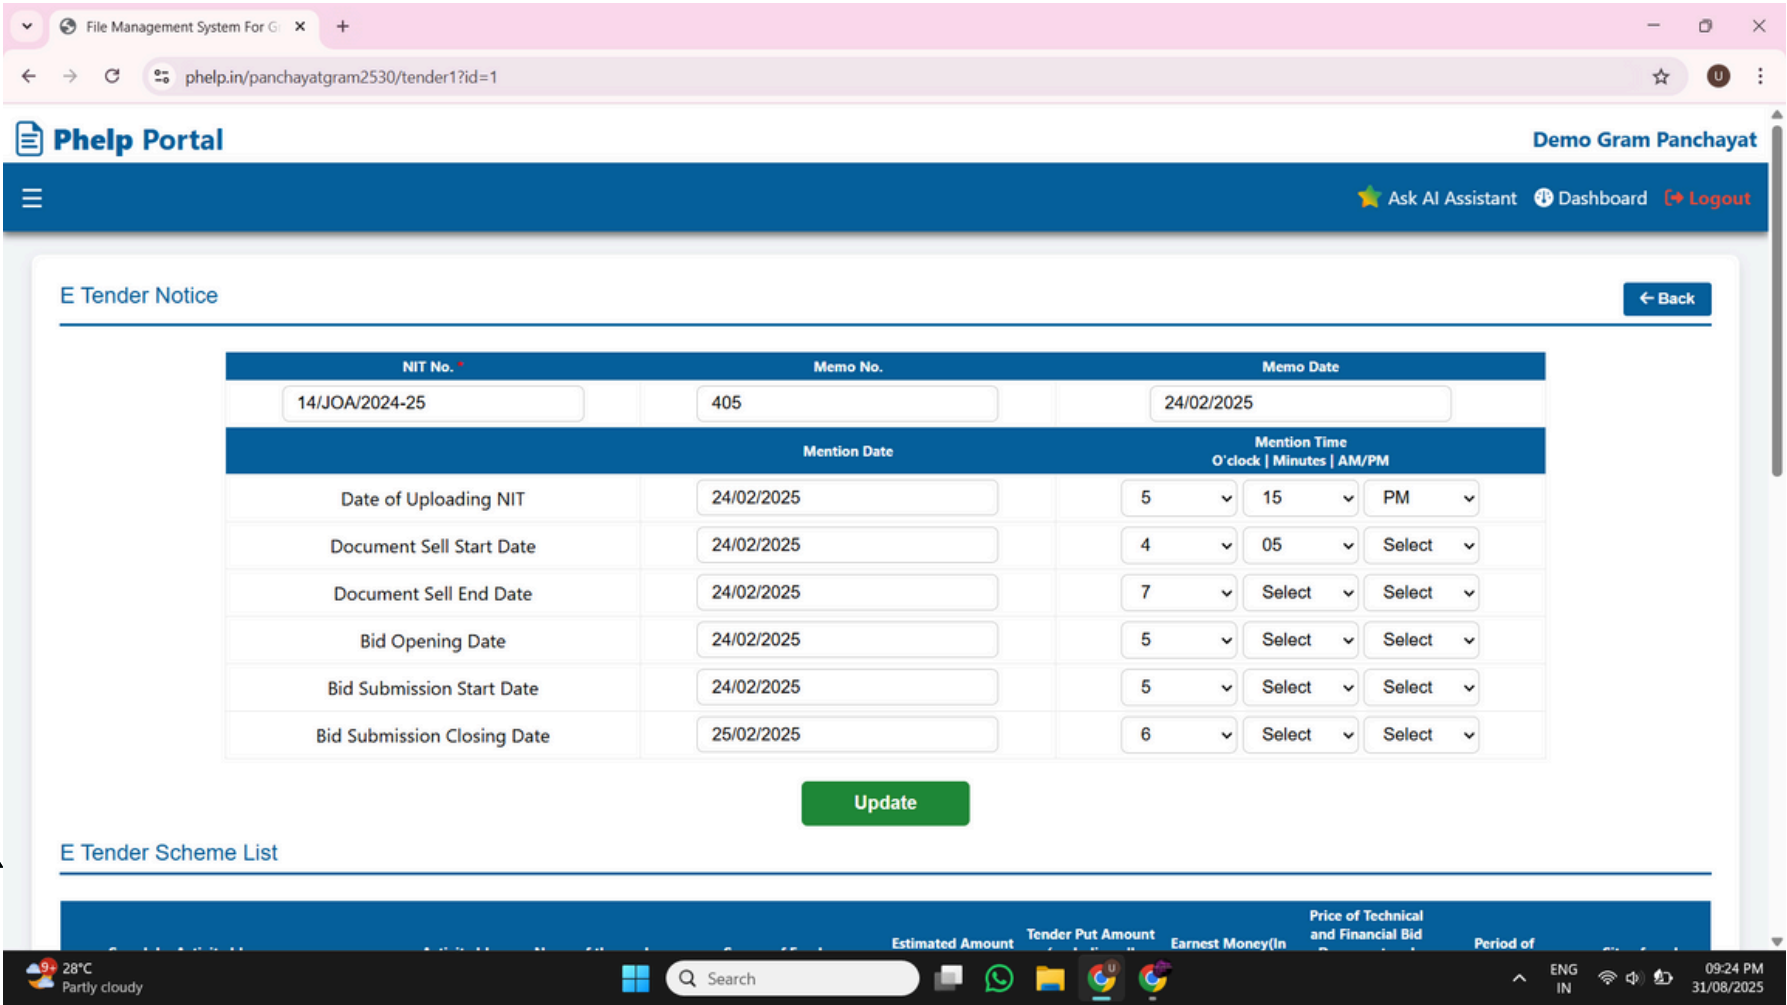 File Management System For G
phelp.in/panchayatgram2530/tender1?id=1
U
Phelp Portal
Demo Gram Panchayat
Ask AI Assistant Dashboard Logout
E Tender Notice
Back
NIT No. * Memo No. Memo Date
14/JOA/2024-25 405 24/02/2025
Mention Date Mention Time
O'clock | Minutes | AM/PM
Date of Uploading NIT 24/02/2025 5 15 PM
Document Sell Start Date 24/02/2025 4 05 Select
Document Sell End Date 24/02/2025 7 Select Select
Bid Opening Date 24/02/2025 5 Select Select
Bid Submission Start Date 24/02/2025 5 Select Select
Bid Submission Closing Date 25/02/2025 6 Select Select
Update
E Tender Scheme List
Price of Technical
Tender Put Amount and Financial Bid
Estimated Amount Earnest Money(In Period of
9+ 28°C
Partly cloudy
Search
U
ENG
IN
09:24 PM
31/08/2025